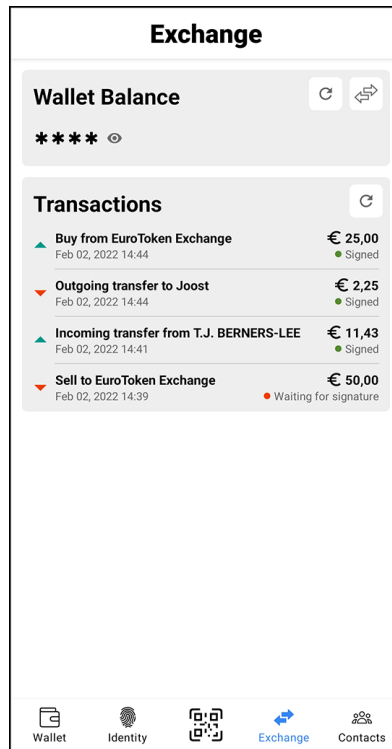 Exchange
Wallet Balance
****
Transactions
Buy from EuroToken Exchange € 25,00
Feb 02, 2022 14:44 Signed
Outgoing transfer to Joost € 2,25
Feb 02, 2022 14:44 Signed
Incoming transfer from T.J. BERNERS-LEE € 11,43
Feb 02, 2022 14:41 Signed
Sell to EuroToken Exchange € 50,00
Feb 02, 2022 14:39 Waiting for signature
Wallet Identity Exchange Contacts